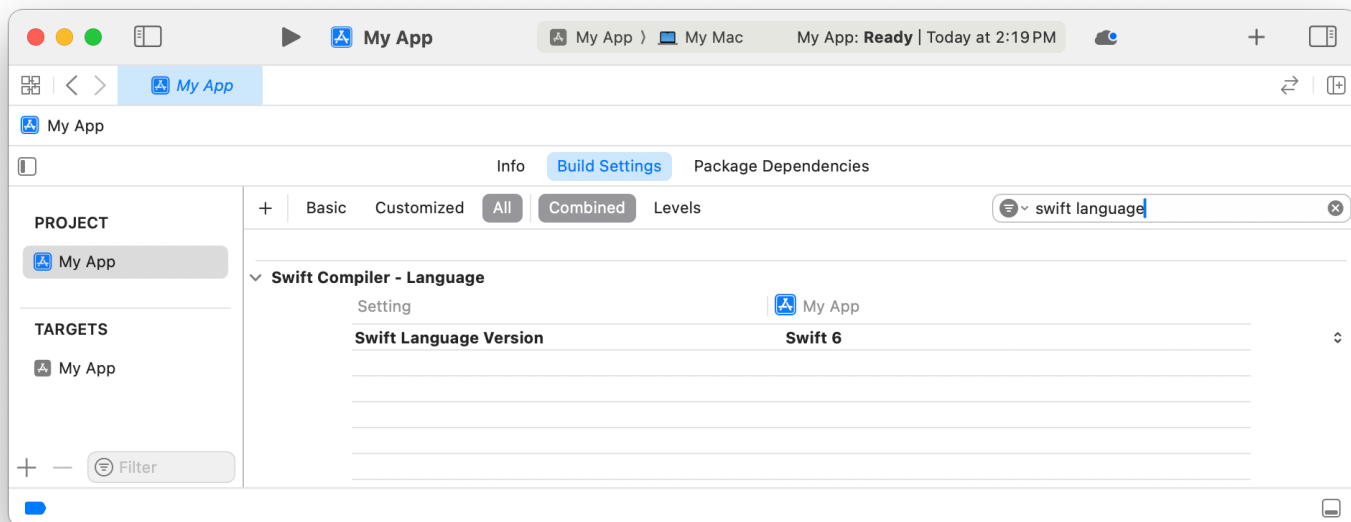 My App My App 〉 My Mac My App: Ready | Today at 2:19 PM
My App
My App
Info Build Settings Package Dependencies
PROJECT
My App
TARGETS
My App
Filter
+ Basic Customized All Combined Levels swift language
Swift Compiler - Language
Setting My App
Swift Language Version Swift 6